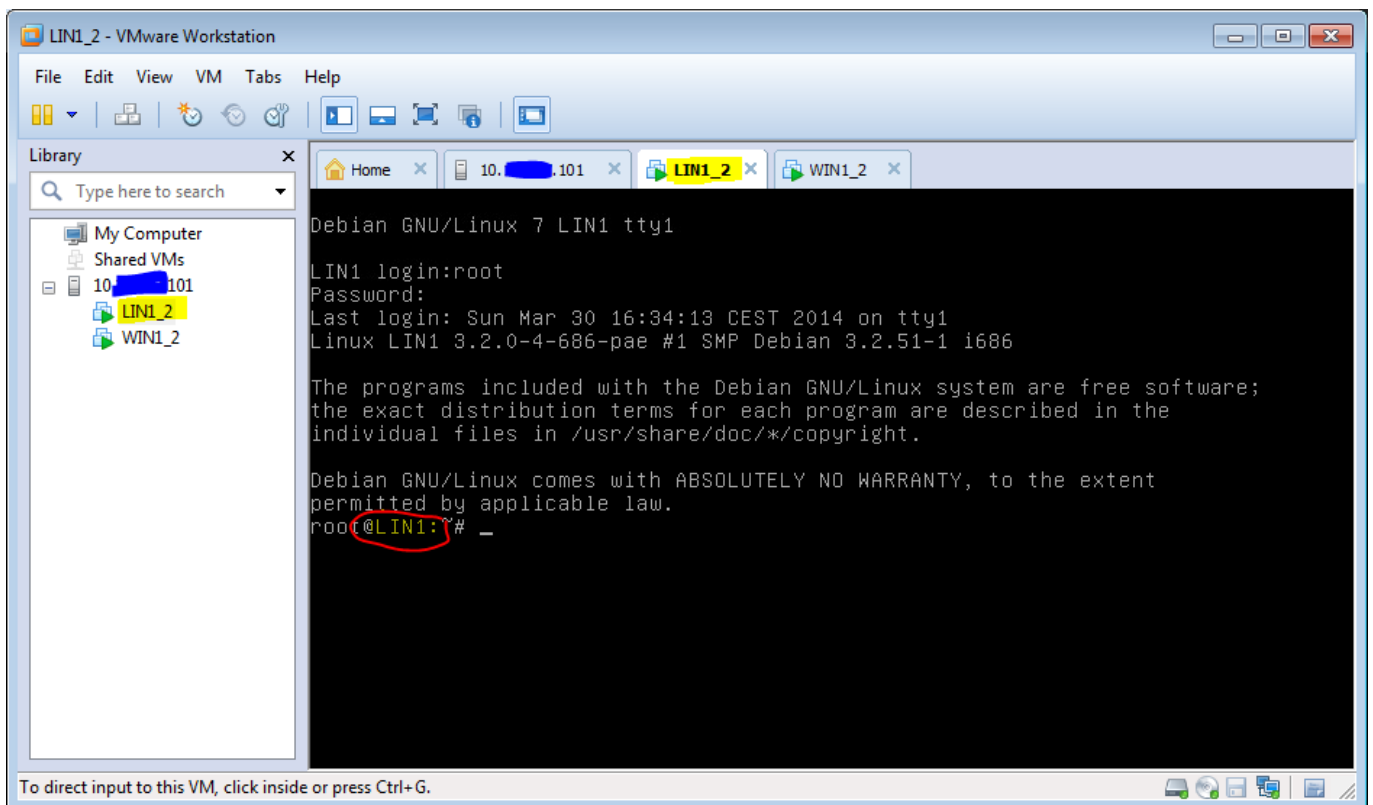 LIN1_2 - VMware Workstation
File Edit View VM Tabs Help
Library
Type here to search
My Computer
Shared VMs
10. 101
LIN1_2
WIN1_2
Home
10. .101
LIN1_2
WIN1_2
Debian GNU/Linux 7 LIN1 tty1
LIN1 login:root
Password:
Last login: Sun Mar 30 16:34:13 CEST 2014 on tty1
Linux LIN1 3.2.0-4-686-pae #1 SMP Debian 3.2.51-1 i686
The programs included with the Debian GNU/Linux system are free software;
the exact distribution terms for each program are described in the
individual files in /usr/share/doc/*/copyright.
Debian GNU/Linux comes with ABSOLUTELY NO WARRANTY, to the extent
permitted by applicable law.
root@LIN1:~# _
To direct input to this VM, click inside or press Ctrl+G.